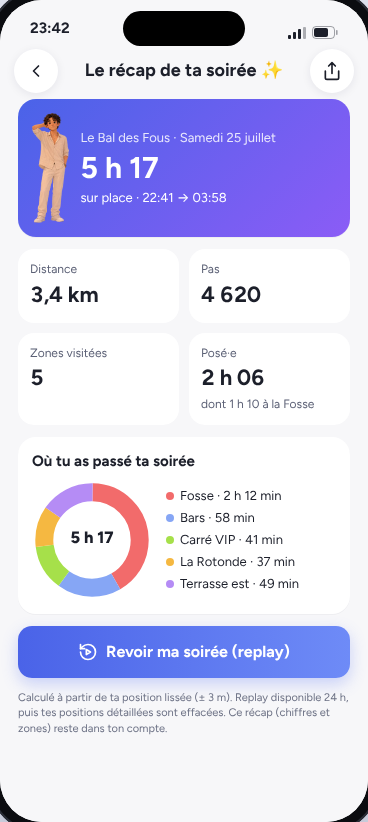 23:42
Le récap de ta soirée ✨
Le Bal des Fous · Samedi 25 juillet
5 h 17
sur place · 22:41 → 03:58
Distance
3,4 km
Pas
4 620
Zones visitées
5
Posé·e
2 h 06
dont 1 h 10 à la Fosse
Où tu as passé ta soirée
5 h 17
Fosse · 2 h 12 min
Bars · 58 min
Carré VIP · 41 min
La Rotonde · 37 min
Terrasse est · 49 min
Revoir ma soirée (replay)
Calculé à partir de ta position lissée (± 3 m). Replay disponible 24 h,
puis tes positions détaillées sont effacées. Ce récap (chiffres et
zones) reste dans ton compte.